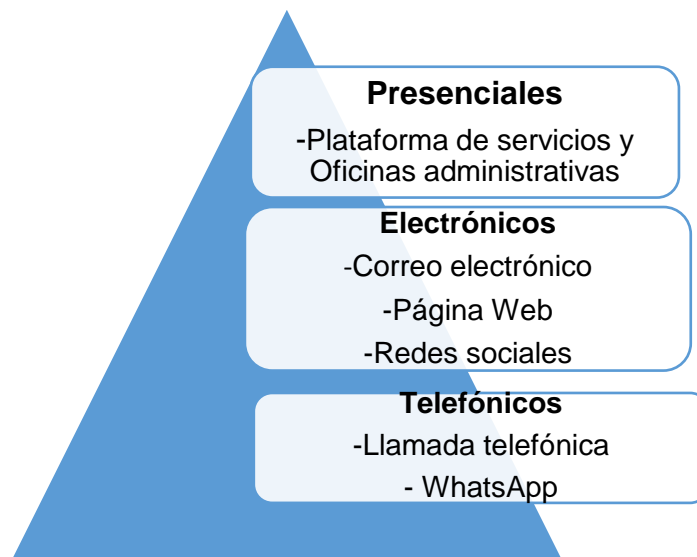 Presenciales
-Plataforma de servicios y
Oficinas administrativas
Electrónicos
-Correo electrónico
-Página Web
-Redes sociales
Telefónicos
-Llamada telefónica
- WhatsApp